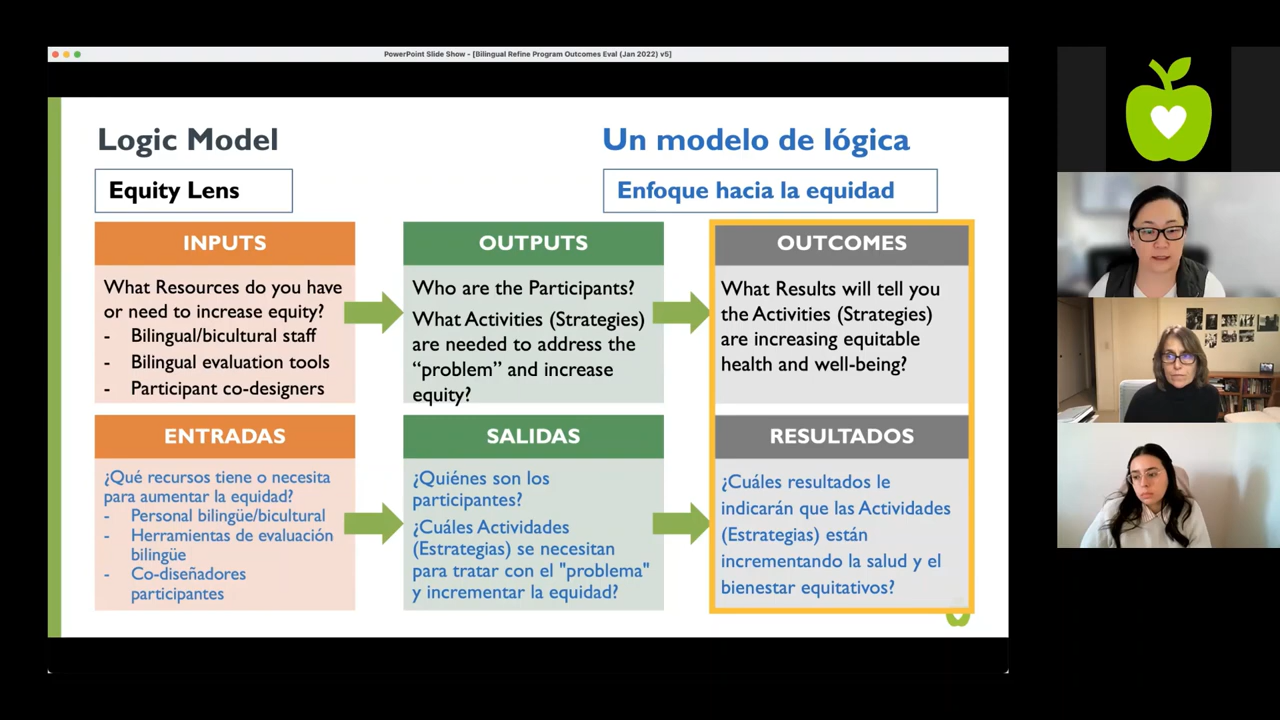 PowerPoint Slide Show - [Bilingual Refine Program Outcomes Eval (Jan 2022) v5]
Logic Model
Un modelo de lógica
Equity Lens
Enfoque hacia la equidad
INPUTS
What Resources do you have
or need to increase equity?
- Bilingual/bicultural staff
- Bilingual evaluation tools
- Participant co-designers
OUTPUTS
Who are the Participants?
What Activities (Strategies)
are needed to address the
“problem” and increase
equity?
OUTCOMES
What Results will tell you
the Activities (Strategies)
are increasing equitable
health and well-being?
ENTRADAS
¿Qué recursos tiene o necesita
para aumentar la equidad?
- Personal bilingüe/bicultural
- Herramientas de evaluación
bilingüe
- Co-diseñadores
participantes
SALIDAS
¿Quiénes son los
participantes?
¿Cuáles Actividades
(Estrategias) se necesitan
para tratar con el "problema"
y incrementar la equidad?
RESULTADOS
¿Cuáles resultados le
indicarán que las Actividades
(Estrategias) están
incrementando la salud y el
bienestar equitativos?